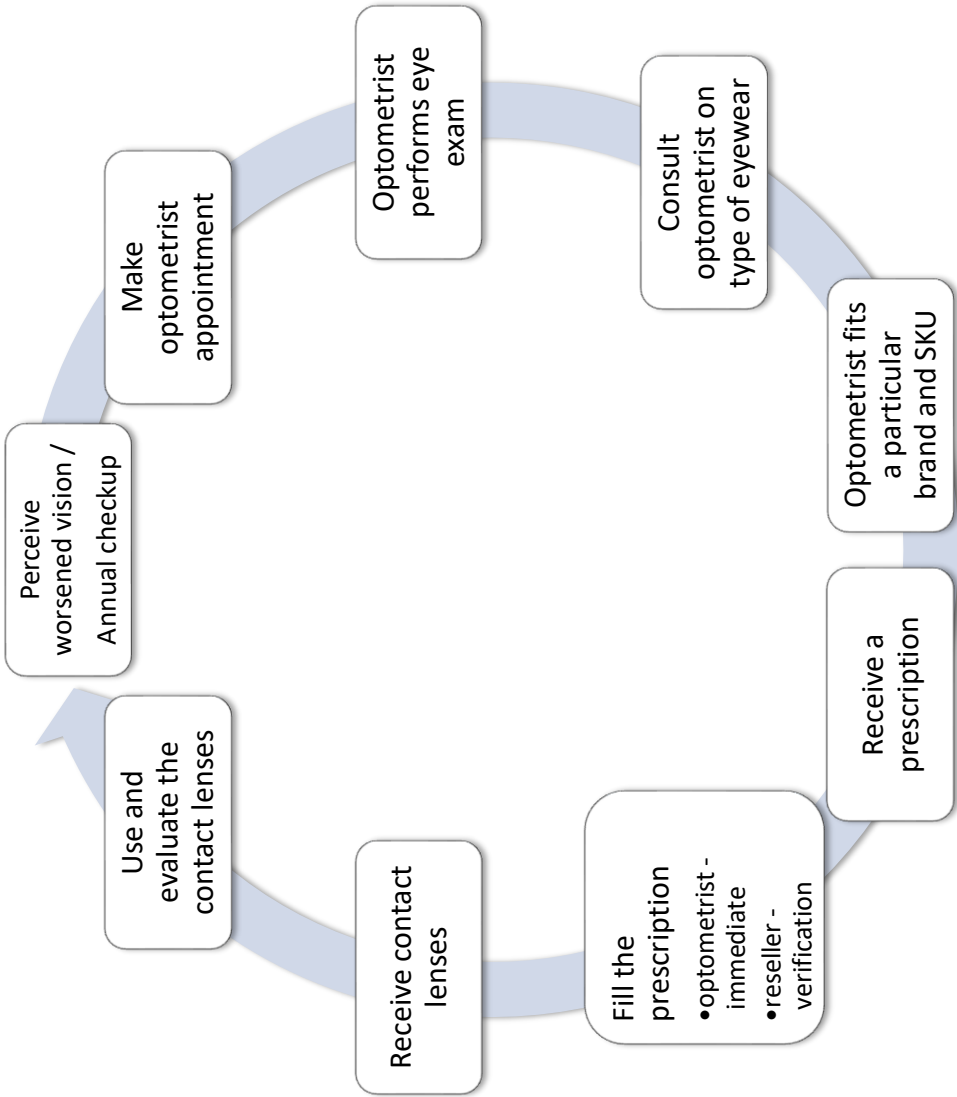 Perceive
worsened vision /
Annual checkup
Make
optometrist
appointment
Optometrist
performs eye
exam
Consult
optometrist on
type of eyewear
Optometrist fits
a particular
brand and SKU
Receive a
prescription
Fill the
prescription
•optometrist -
immediate
•reseller -
verification
Receive contact
lenses
Use and
evaluate the
contact lenses